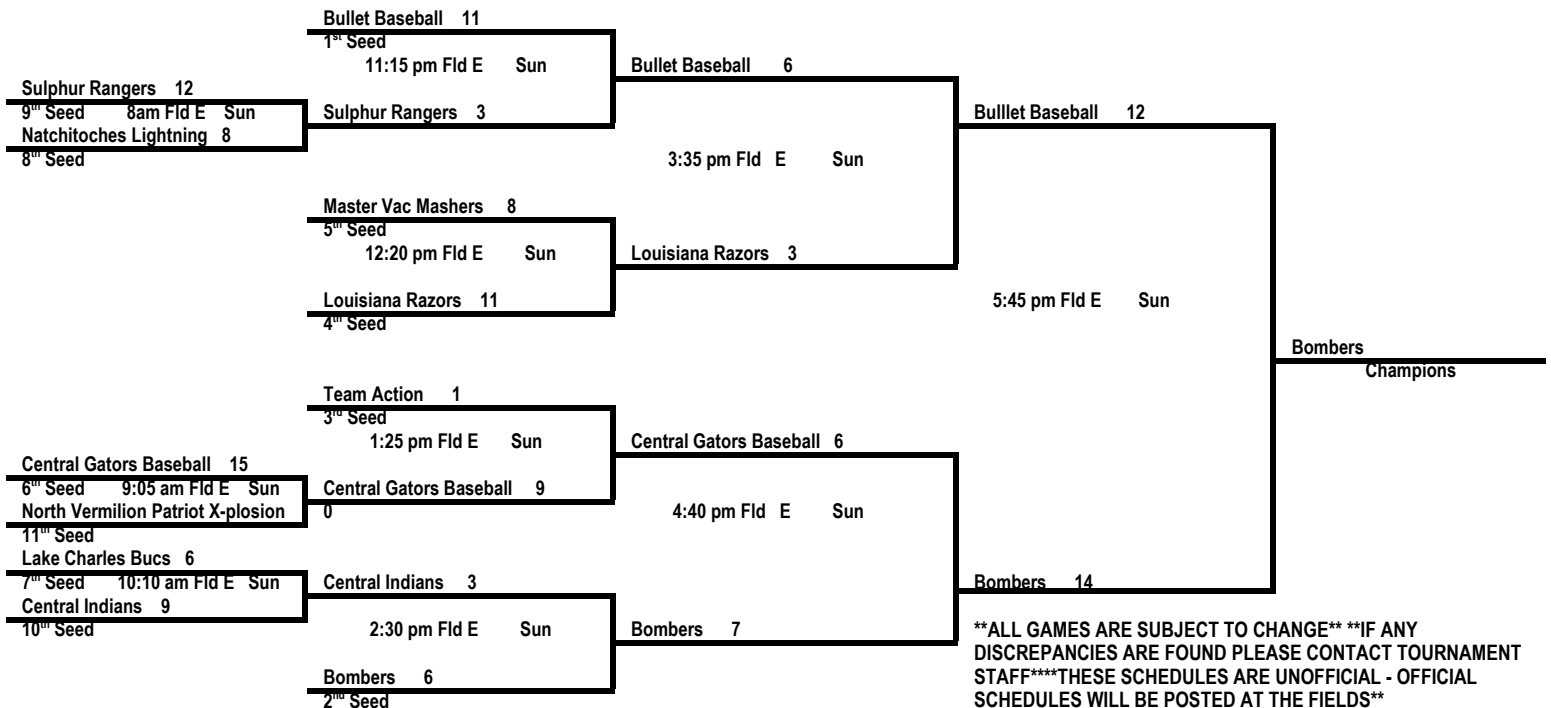 Bullet Baseball 11
1st Seed
11:15 pm Fld E Sun
Bullet Baseball 6
Sulphur Rangers 12
9th Seed 8am Fld E Sun
Sulphur Rangers 3
Bulllet Baseball 12
Natchitoches Lightning 8
8th Seed
3:35 pm Fld E Sun
Master Vac Mashers 8
5th Seed
12:20 pm Fld E Sun
Louisiana Razors 3
Louisiana Razors 11
4th Seed
5:45 pm Fld E Sun
Bombers
Champions
Team Action 1
3rd Seed
1:25 pm Fld E Sun
Central Gators Baseball 6
Central Gators Baseball 15
6th Seed 9:05 am Fld E Sun
Central Gators Baseball 9
North Vermilion Patriot X-plosion 0
11th Seed
4:40 pm Fld E Sun
Lake Charles Bucs 6
7th Seed 10:10 am Fld E Sun
Central Indians 3
Bombers 14
Central Indians 9
10th Seed
2:30 pm Fld E Sun
Bombers 7
Bombers 6
2nd Seed
**ALL GAMES ARE SUBJECT TO CHANGE** **IF ANY
DISCREPANCIES ARE FOUND PLEASE CONTACT TOURNAMENT
STAFF****THESE SCHEDULES ARE UNOFFICIAL - OFFICIAL
SCHEDULES WILL BE POSTED AT THE FIELDS**